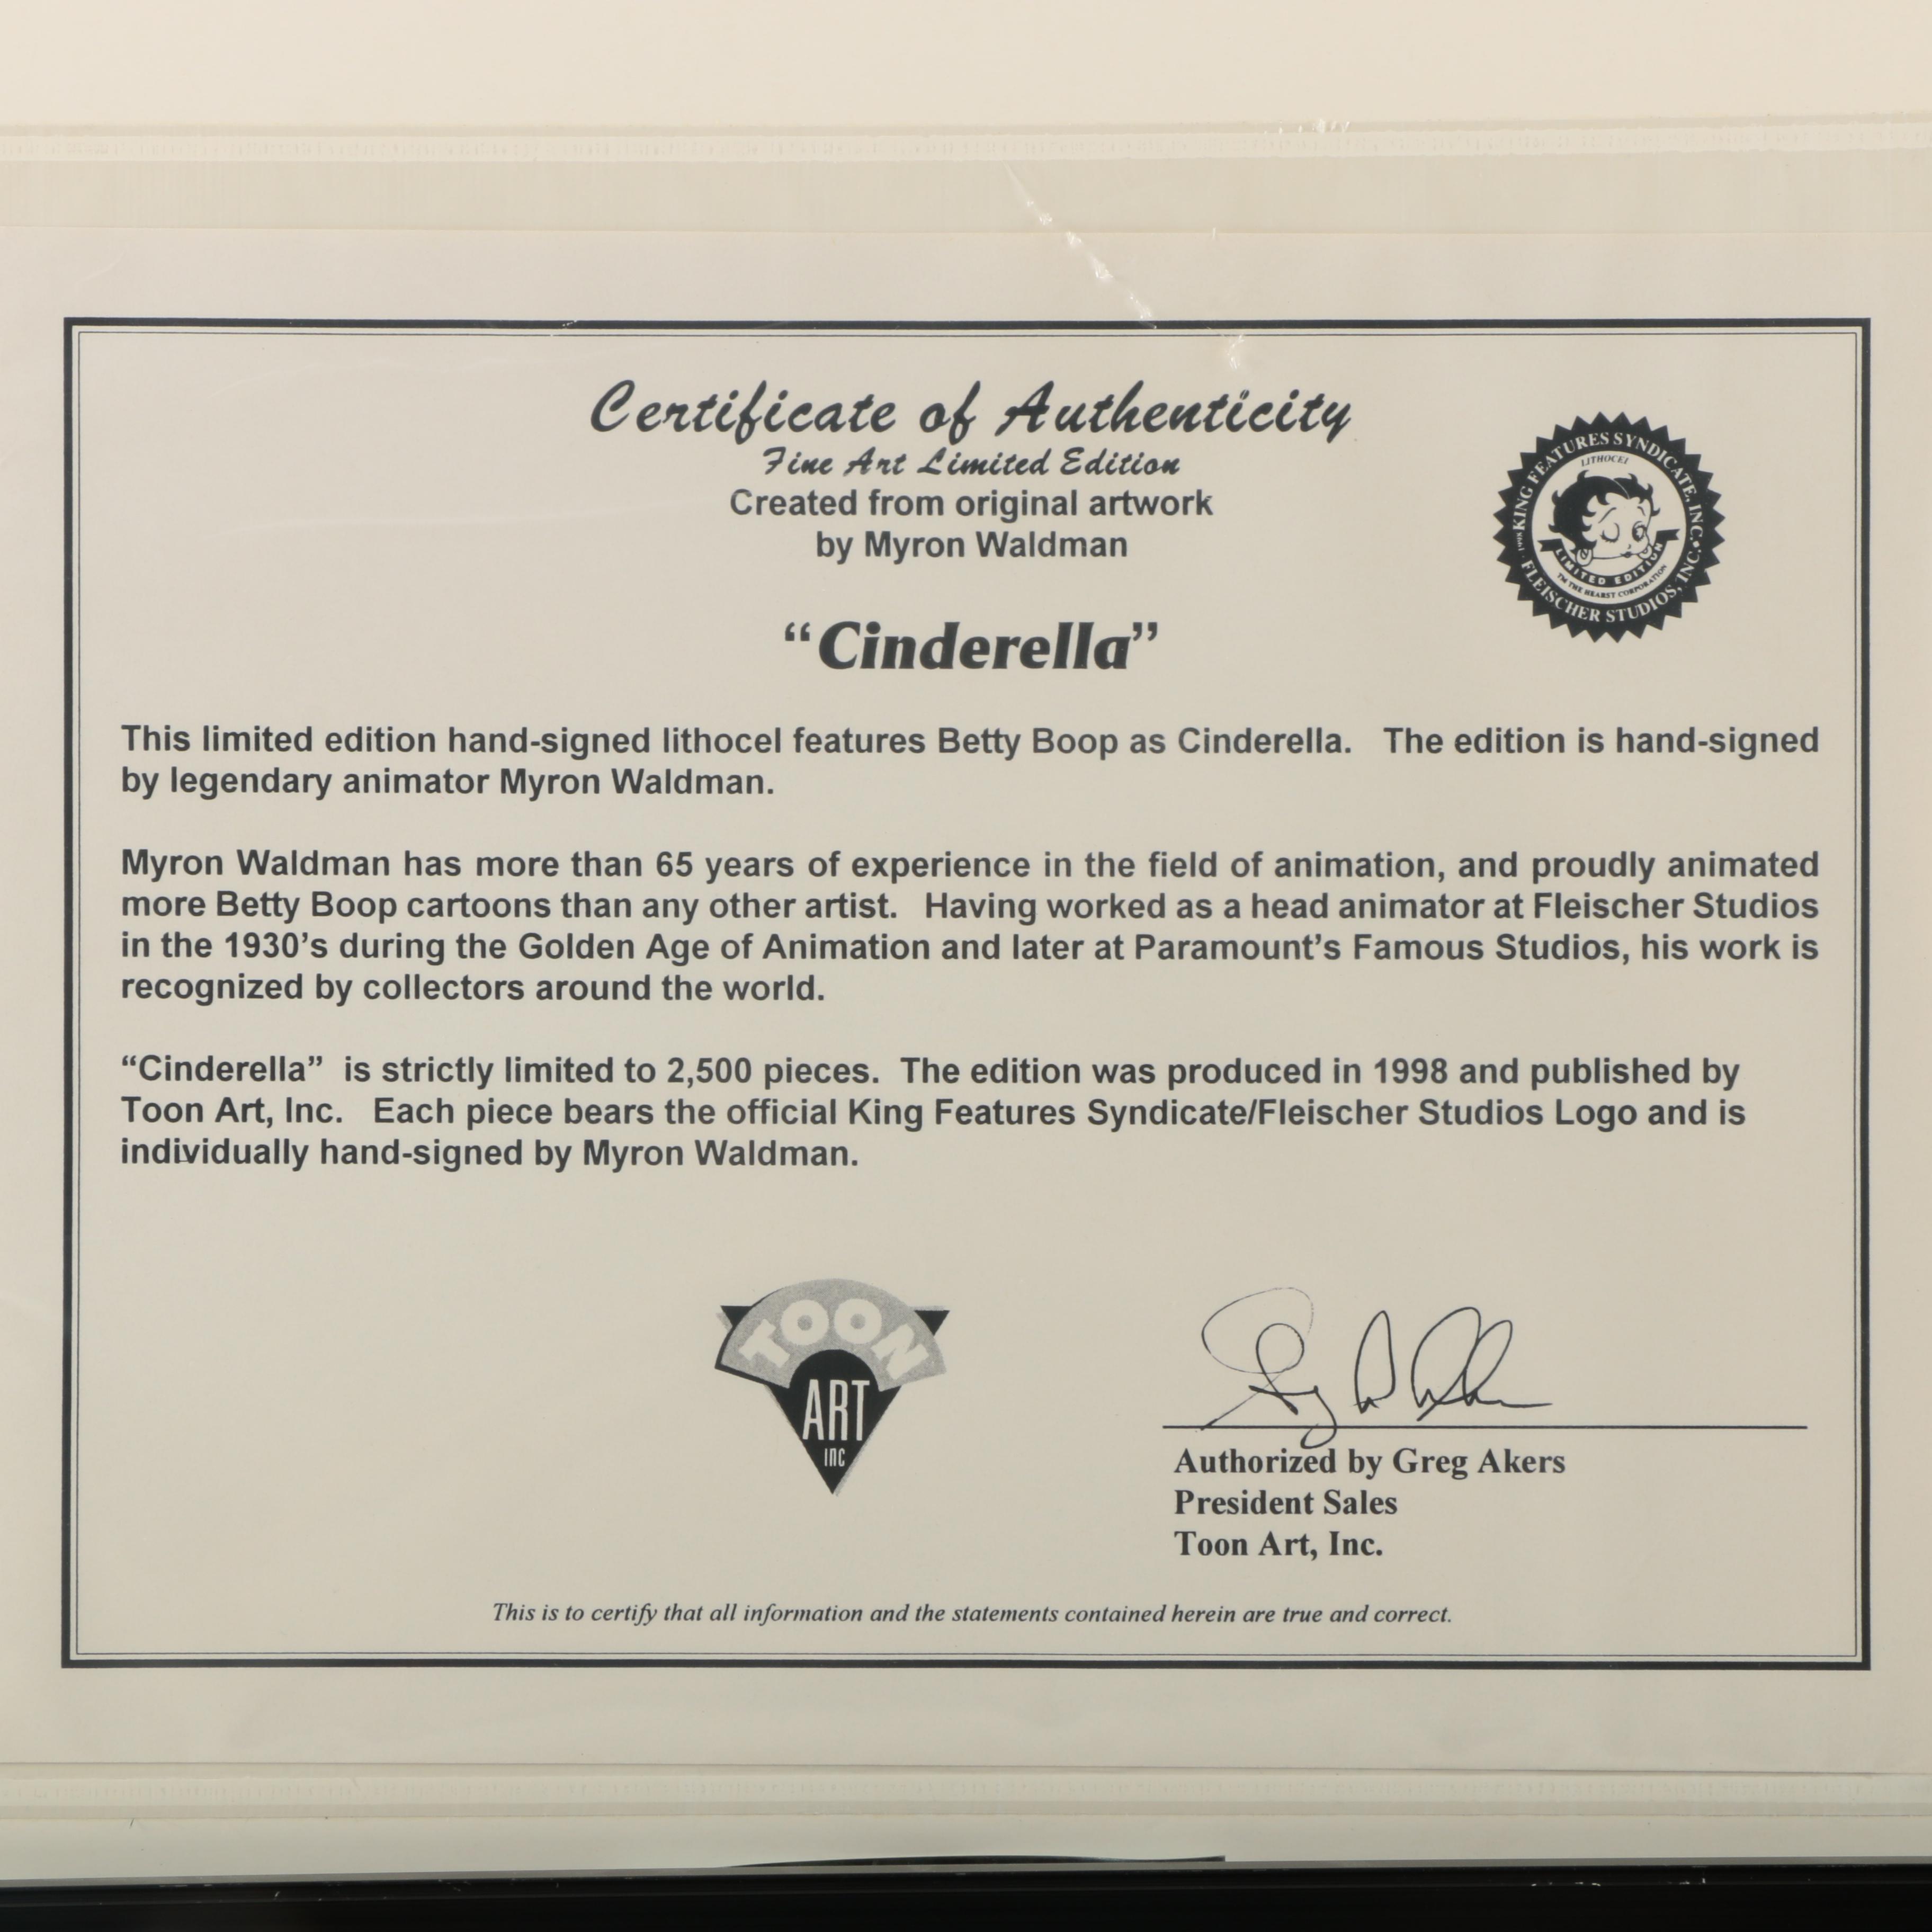 Certificate of Authenticity
Fine Art Limited Edition
Created from original artwork
by Myron Waldman
KING FEATURES SYNDICATE, INC. • FLEISCHER STUDIOS, INC.
LITHOCEL
LIMITED EDITION
TM THE HEARST CORPORATION
“Cinderella”
This limited edition hand-signed lithocel features Betty Boop as Cinderella. The edition is hand-signed
by legendary animator Myron Waldman.
Myron Waldman has more than 65 years of experience in the field of animation, and proudly animated
more Betty Boop cartoons than any other artist. Having worked as a head animator at Fleischer Studios
in the 1930’s during the Golden Age of Animation and later at Paramount’s Famous Studios, his work is
recognized by collectors around the world.
“Cinderella” is strictly limited to 2,500 pieces. The edition was produced in 1998 and published by
Toon Art, Inc. Each piece bears the official King Features Syndicate/Fleischer Studios Logo and is
individually hand-signed by Myron Waldman.
TOON
ART
INC
Authorized by Greg Akers
President Sales
Toon Art, Inc.
This is to certify that all information and the statements contained herein are true and correct.